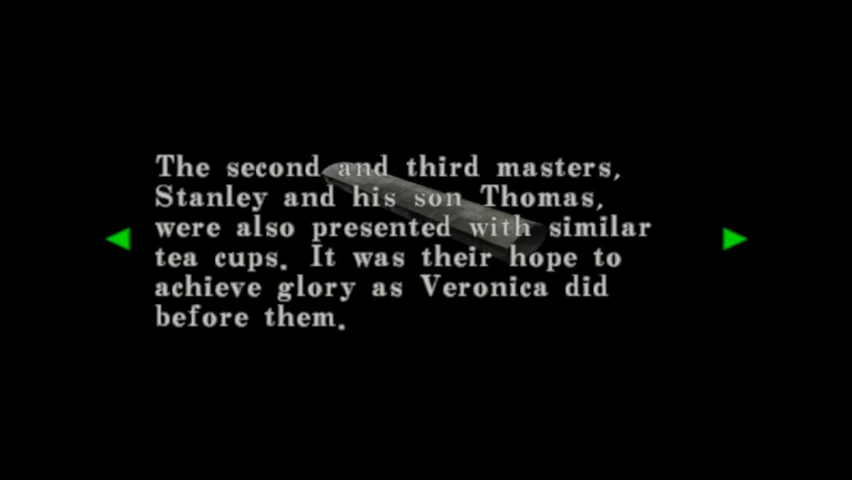 The second and third masters,
Stanley and his son Thomas,
were also presented with similar
tea cups. It was their hope to
achieve glory as Veronica did
before them.